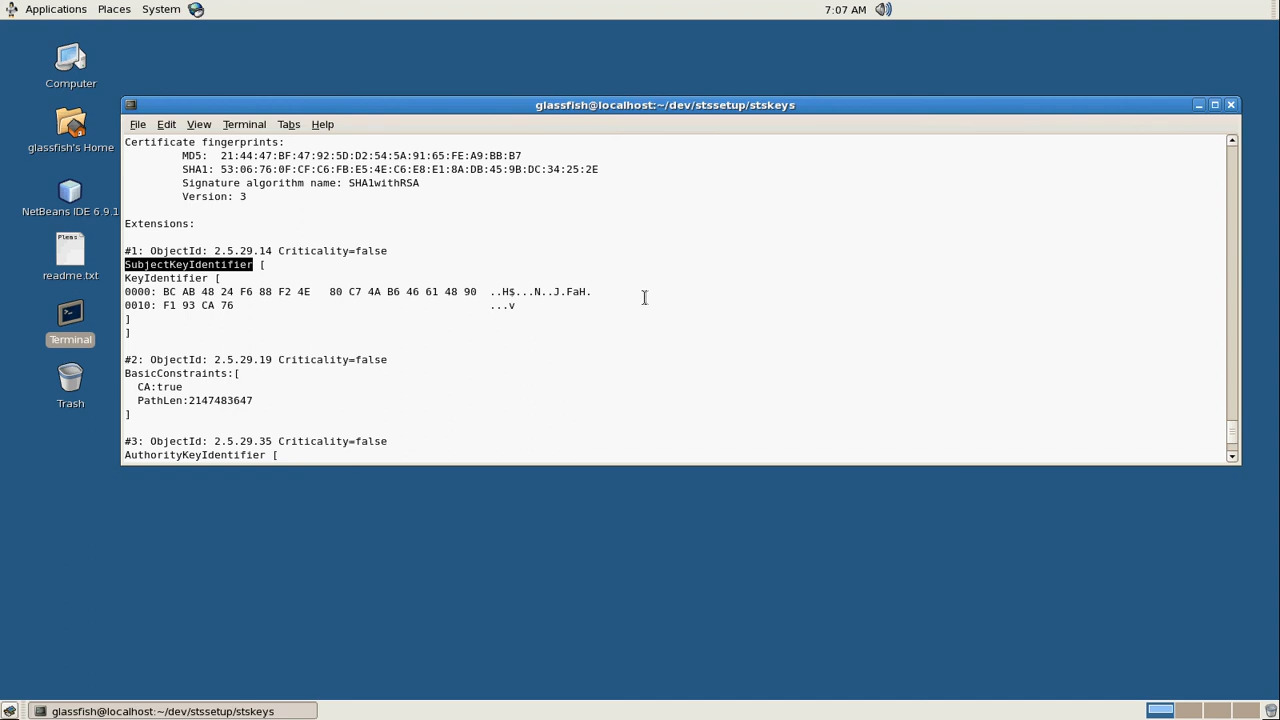 Applications Places System 7:07 AM
Computer
glassfish's Home
NetBeans IDE 6.9.1
Pleas
readme.txt
Terminal
Trash
glassfish@localhost:~/dev/stssetup/stskeys
File Edit View Terminal Tabs Help
Certificate fingerprints:
MD5: 21:44:47:BF:47:92:5D:D2:54:5A:91:65:FE:A9:BB:B7
SHA1: 53:06:76:0F:CF:C6:FB:E5:4E:C6:E8:E1:8A:DB:45:9B:DC:34:25:2E
Signature algorithm name: SHA1withRSA
Version: 3
Extensions:
#1: ObjectId: 2.5.29.14 Criticality=false
SubjectKeyIdentifier [
KeyIdentifier [
0000: BC AB 48 24 F6 88 F2 4E 80 C7 4A B6 46 61 48 90 ..H$...N..J.FaH.
0010: F1 93 CA 76 ...v
]
]
#2: ObjectId: 2.5.29.19 Criticality=false
BasicConstraints:[
CA:true
PathLen:2147483647
]
#3: ObjectId: 2.5.29.35 Criticality=false
AuthorityKeyIdentifier [
glassfish@localhost:~/dev/stssetup/stskeys